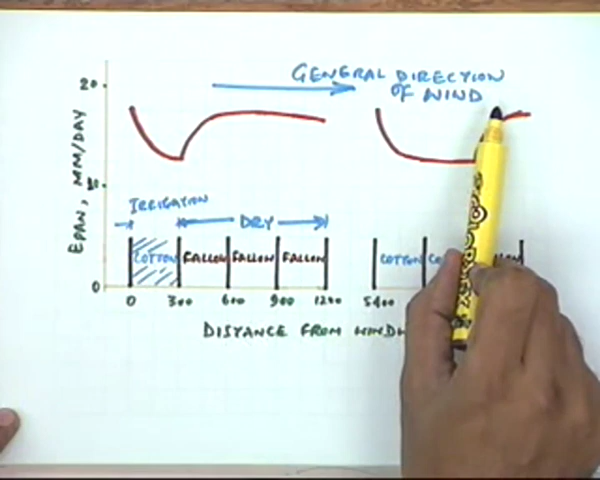 20
GENERAL DIRECTION
OF WIND
EPAN, MM/DAY
10
IRRIGATION
DRY
COTTON FALLOW FALLOW FALLOW COTTON
0
0 300 600 900 1200 5400
DISTANCE FROM